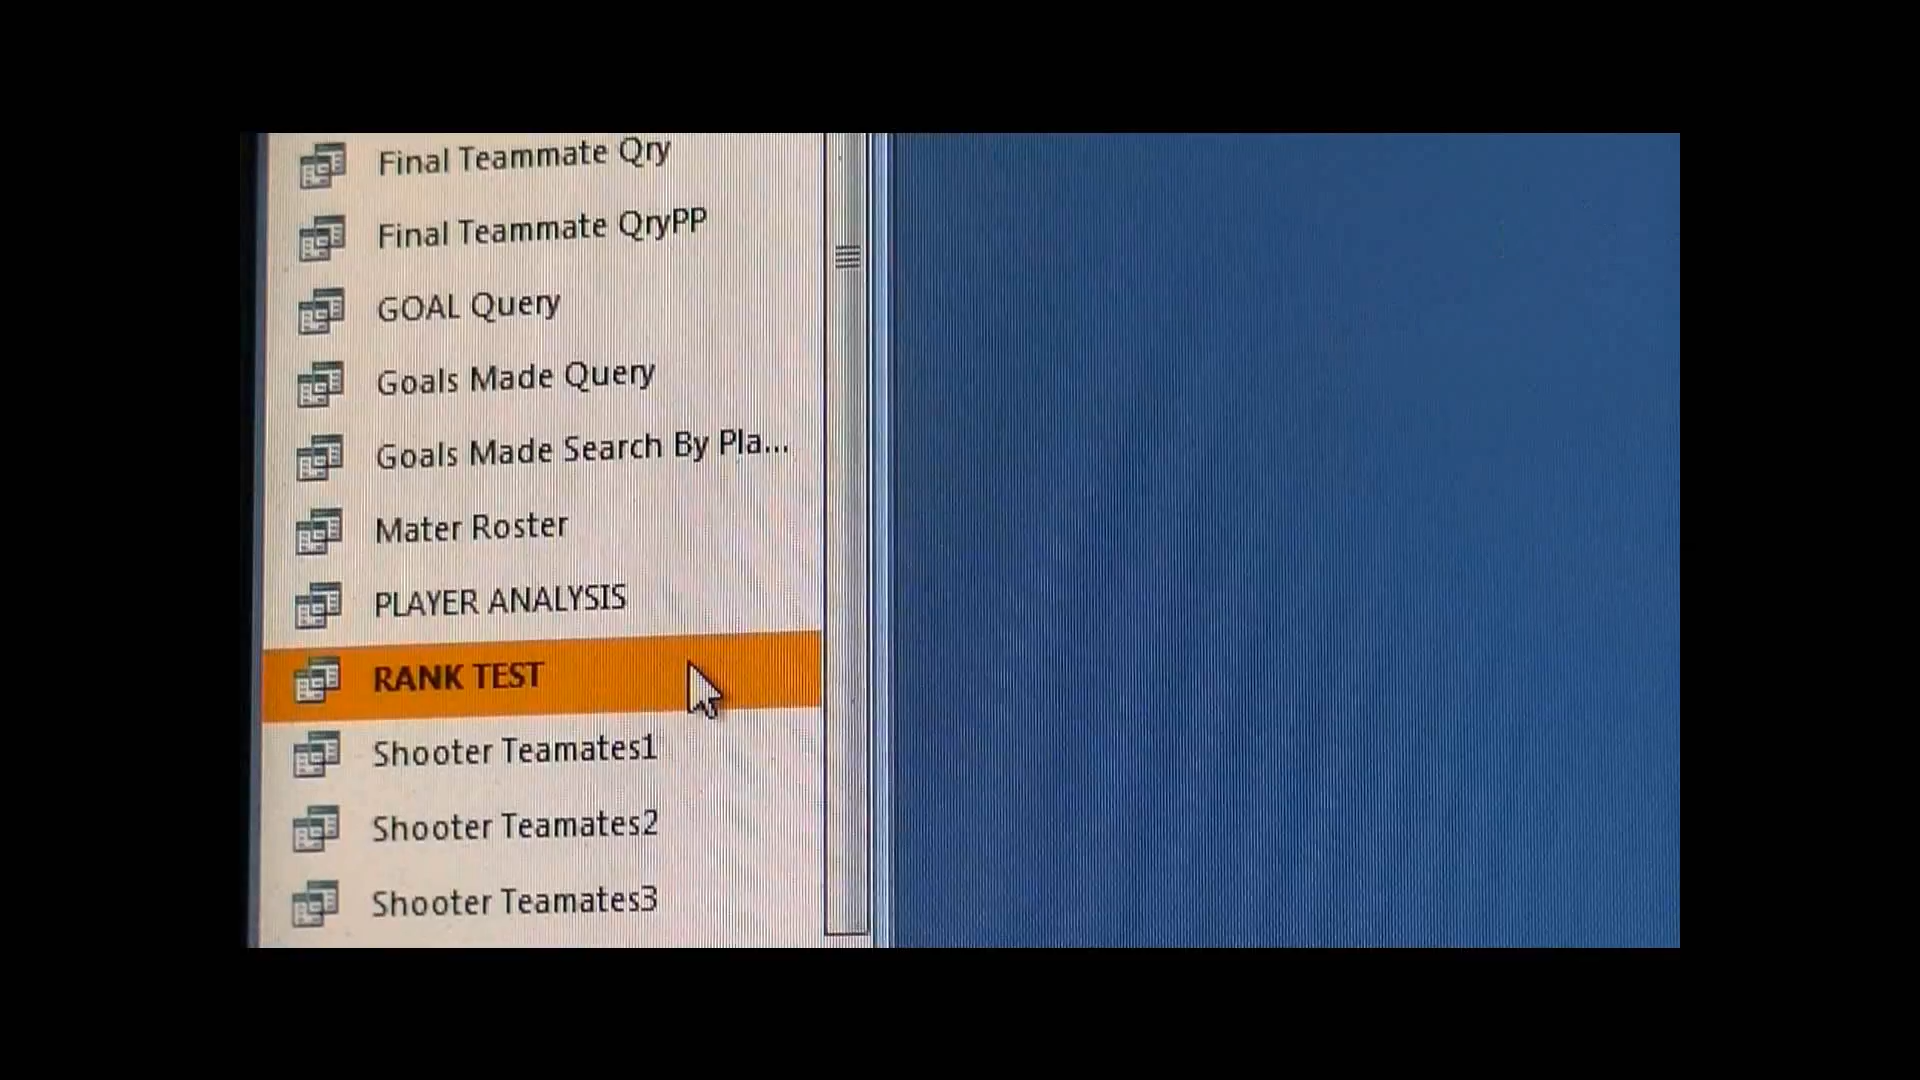 Final Teammate Qry
Final Teammate QryPP
GOAL Query
Goals Made Query
Goals Made Search By Pla...
Mater Roster
PLAYER ANALYSIS
RANK TEST
Shooter Teamates1
Shooter Teamates2
Shooter Teamates3